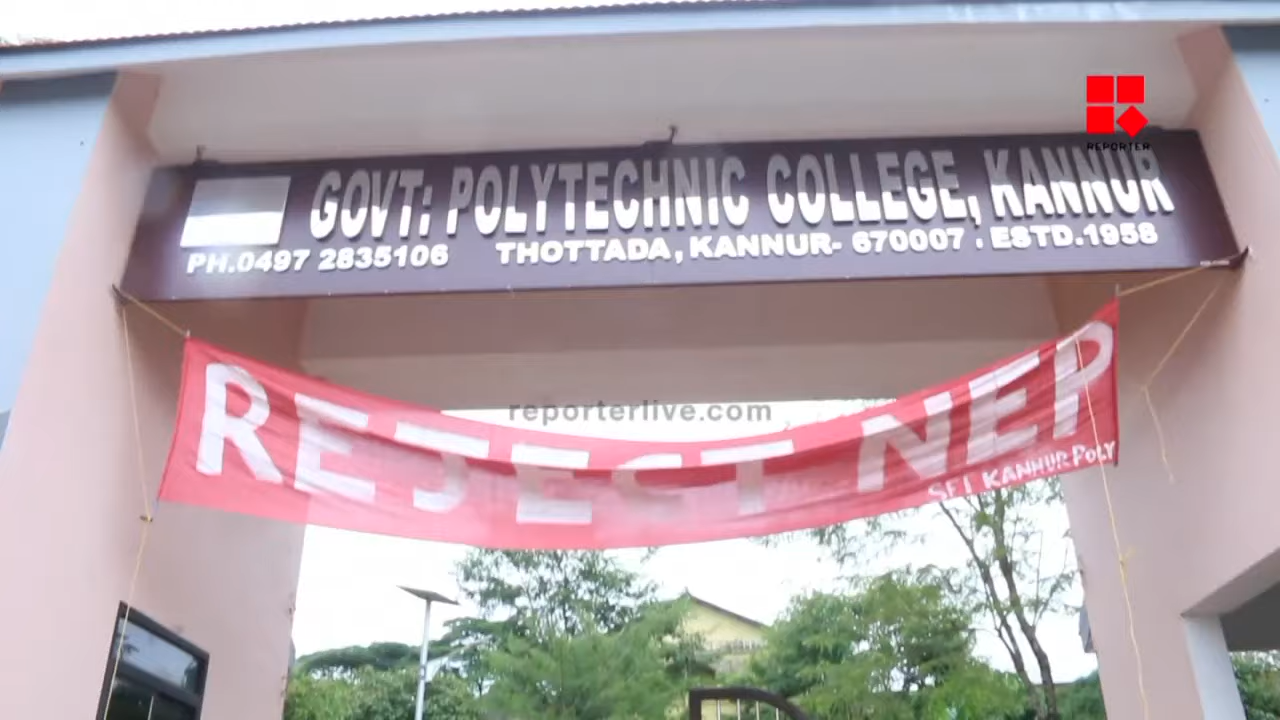 REPORTER
GOVT: POLYTECHNIC COLLEGE, KANNUR
PH.0497 2835106 THOTTADA, KANNUR- 670007 . ESTD.1958
reporterlive.com
REJECT NEP
SFI KANNUR POLY